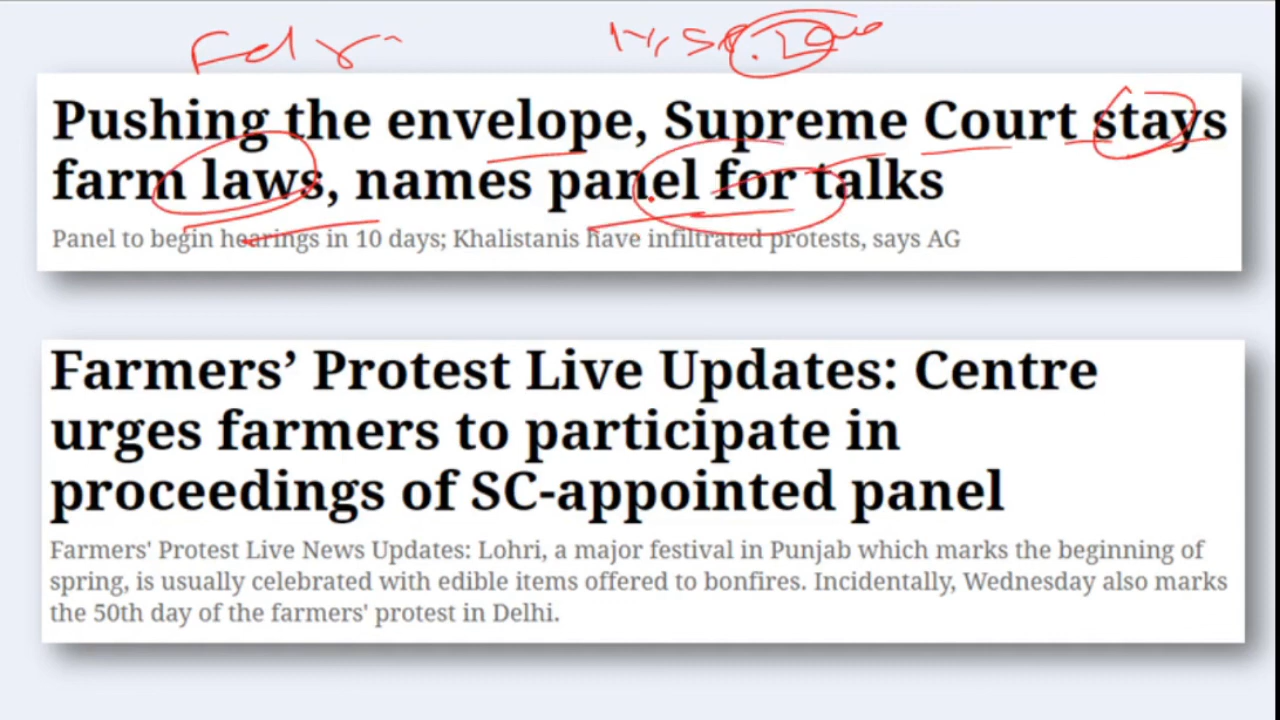 Pushing the envelope, Supreme Court stays
farm laws, names panel for talks
Panel to begin hearings in 10 days; Khalistanis have infiltrated protests, says AG
Farmers’ Protest Live Updates: Centre
urges farmers to participate in
proceedings of SC-appointed panel
Farmers' Protest Live News Updates: Lohri, a major festival in Punjab which marks the beginning of
spring, is usually celebrated with edible items offered to bonfires. Incidentally, Wednesday also marks
the 50th day of the farmers' protest in Delhi.